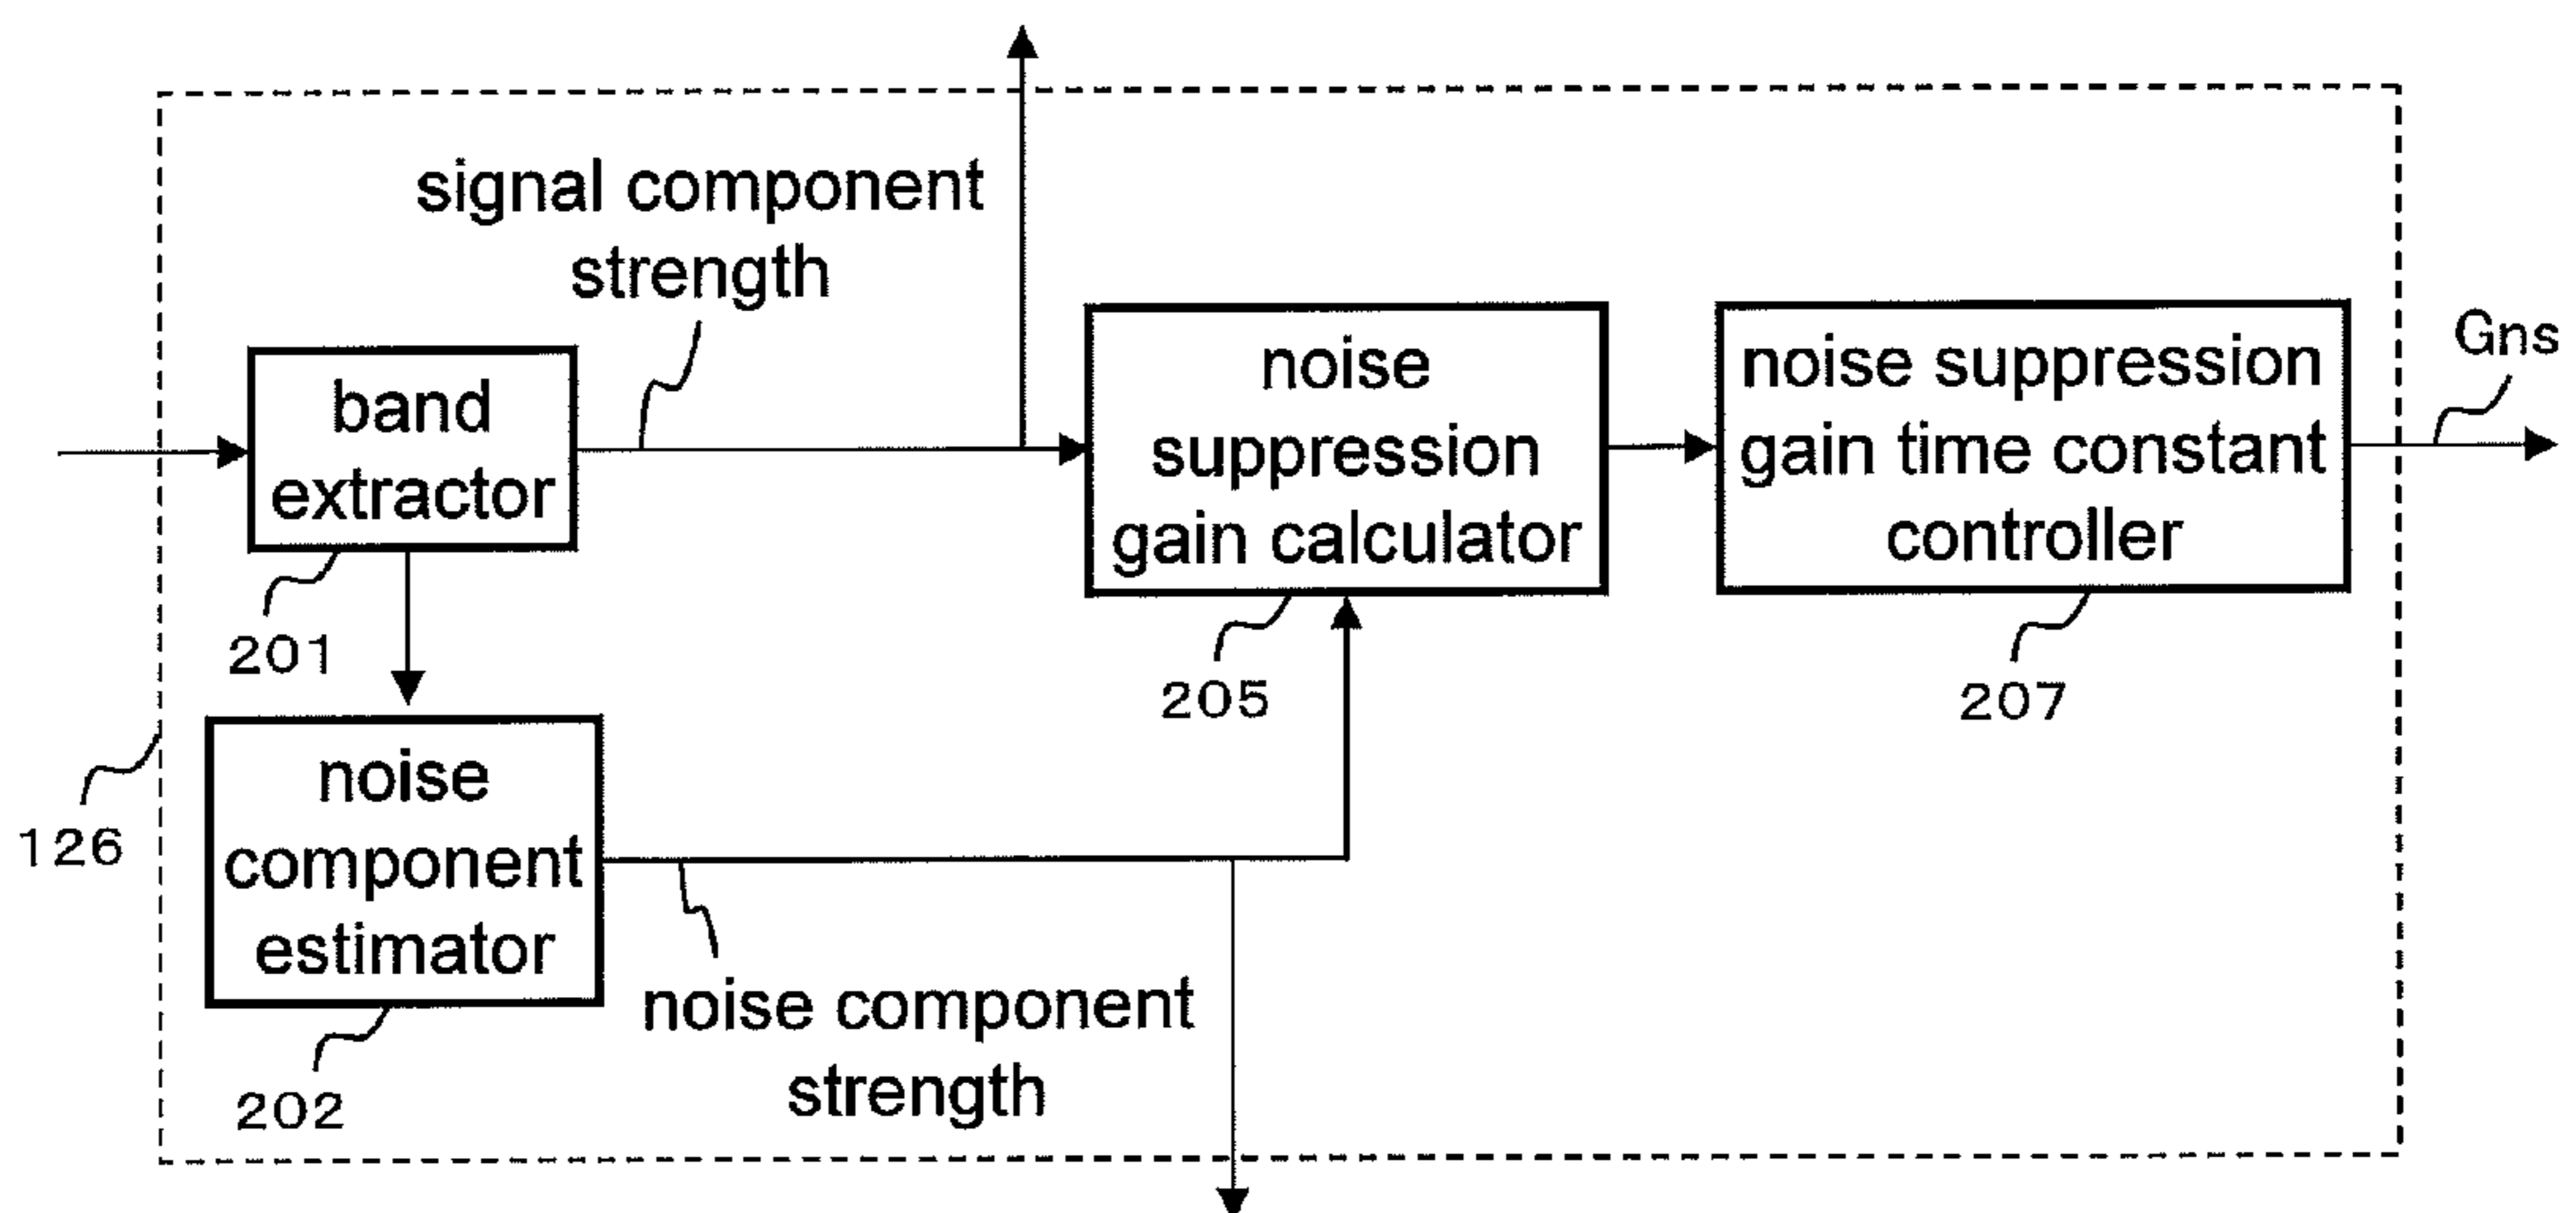 signal component
strength
band
extractor
201
noise
suppression
gain calculator
205
noise suppression
gain time constant
controller
207
Gns
126
noise
component
estimator
202
noise component
strength